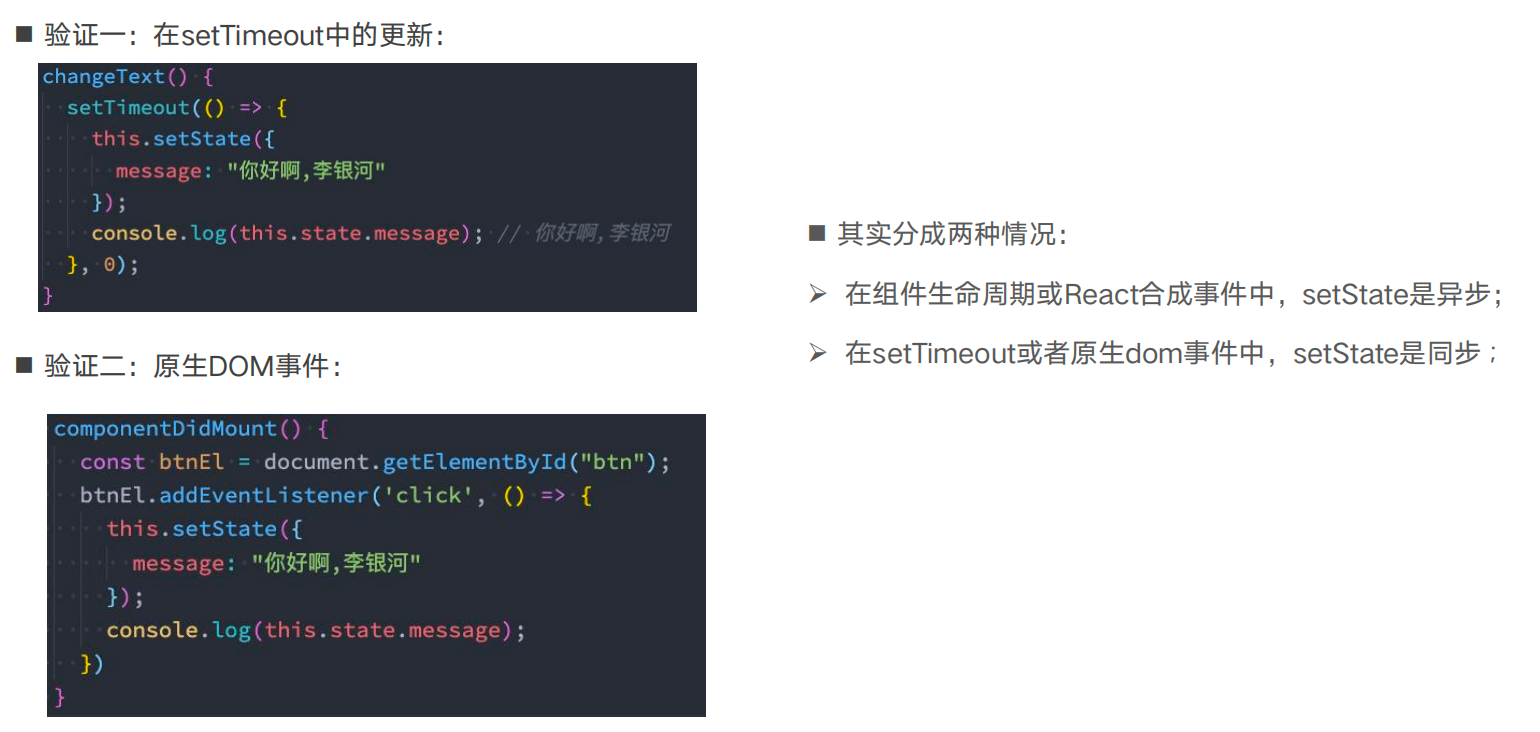 验证一：在setTimeout中的更新：
changeText() {
setTimeout(() => {
this.setState({
message: "你好啊,李银河"
});
console.log(this.state.message); // 你好啊,李银河
}, 0);
}
验证二：原生DOM事件：
componentDidMount() {
const btnEl = document.getElementById("btn");
btnEl.addEventListener('click', () => {
this.setState({
message: "你好啊,李银河"
});
console.log(this.state.message);
})
}
其实分成两种情况：
在组件生命周期或React合成事件中，setState是异步；
在setTimeout或者原生dom事件中，setState是同步；